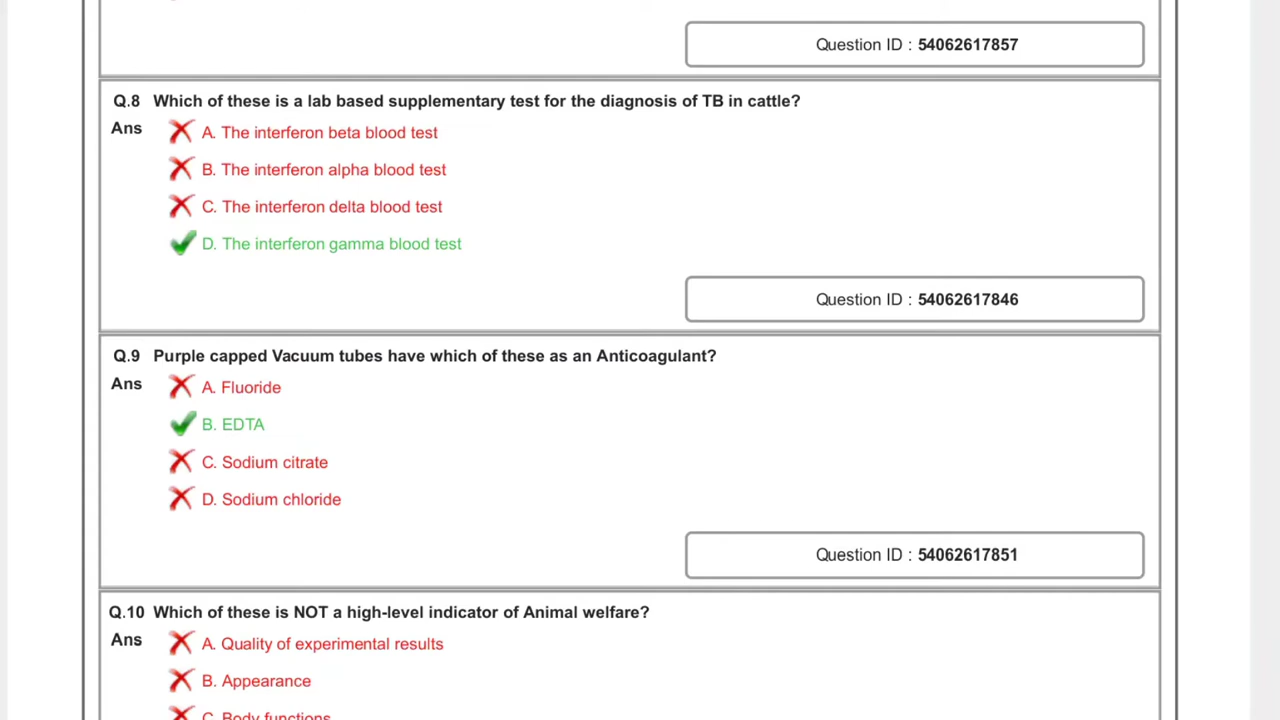 Question ID : 54062617857
Q.8 Which of these is a lab based supplementary test for the diagnosis of TB in cattle?
Ans A. The interferon beta blood test
B. The interferon alpha blood test
C. The interferon delta blood test
D. The interferon gamma blood test
Question ID : 54062617846
Q.9 Purple capped Vacuum tubes have which of these as an Anticoagulant?
Ans A. Fluoride
B. EDTA
C. Sodium citrate
D. Sodium chloride
Question ID : 54062617851
Q.10 Which of these is NOT a high-level indicator of Animal welfare?
Ans A. Quality of experimental results
B. Appearance
C. Body functions